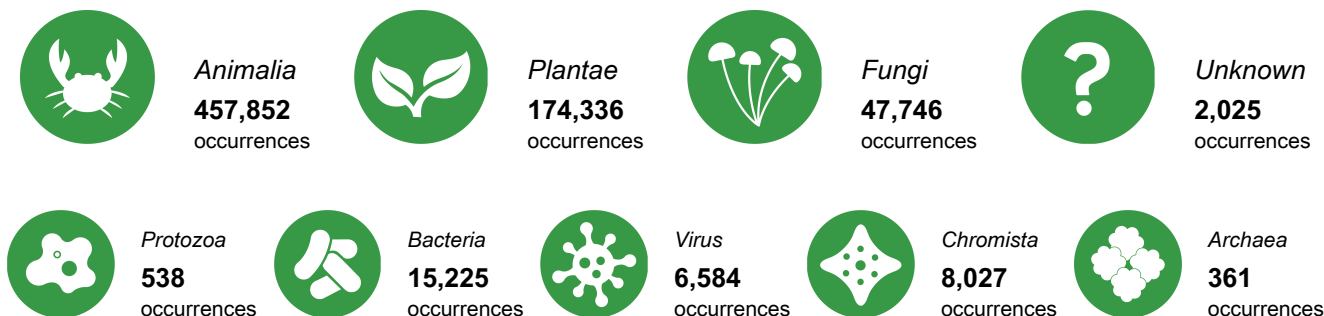 Animalia
457,852
occurrences
Plantae
174,336
occurrences
Fungi
47,746
occurrences
?
Unknown
2,025
occurrences
Protozoa
538
occurrences
Bacteria
15,225
occurrences
Virus
6,584
occurrences
Chromista
8,027
occurrences
Archaea
361
occurrences